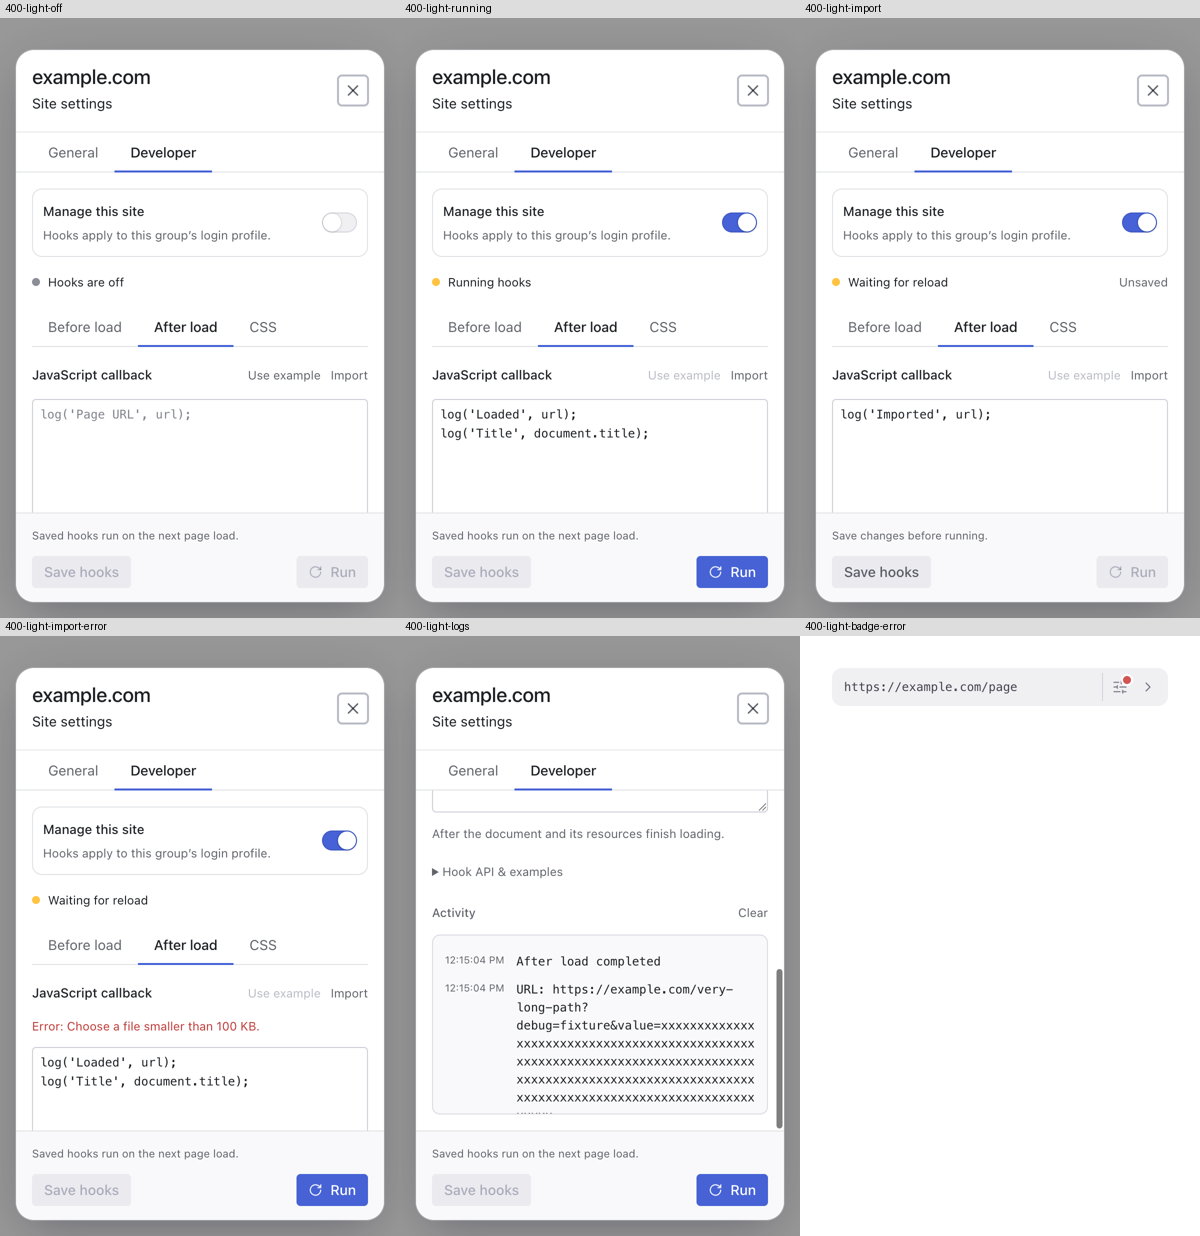 400-light-off
example.com
Site settings
General
Developer
Manage this site
Hooks apply to this group's login profile.
Hooks are off
Before load
After load
CSS
JavaScript callback
Use example
Import
log('Page URL', url);
Saved hooks run on the next page load.
Save hooks
Run
400-light-running
example.com
Site settings
General
Developer
Manage this site
Hooks apply to this group's login profile.
Running hooks
Before load
After load
CSS
JavaScript callback
Use example
Import
log('Loaded', url);
log('Title', document.title);
Saved hooks run on the next page load.
Save hooks
Run
400-light-import
example.com
Site settings
General
Developer
Manage this site
Hooks apply to this group's login profile.
Waiting for reload
Unsaved
Before load
After load
CSS
JavaScript callback
Use example
Import
log('Imported', url);
Save changes before running.
Save hooks
Run
400-light-import-error
example.com
Site settings
General
Developer
Manage this site
Hooks apply to this group's login profile.
Waiting for reload
Before load
After load
CSS
JavaScript callback
Use example
Import
Error: Choose a file smaller than 100 KB.
log('Loaded', url);
log('Title', document.title);
Saved hooks run on the next page load.
Save hooks
Run
400-light-logs
example.com
Site settings
General
Developer
After the document and its resources finish loading.
Hook API & examples
Activity
Clear
12:15:04 PM
After load completed
12:15:04 PM
URL: https://example.com/very-
long-path?
debug=fixture&value=xxxxxxxxxxxxx
xxxxxxxxxxxxxxxxxxxxxxxxxxxxxxxxx
xxxxxxxxxxxxxxxxxxxxxxxxxxxxxxxxx
xxxxxxxxxxxxxxxxxxxxxxxxxxxxxxxxx
xxxxxxxxxxxxxxxxxxxxxxxxxxxxxxxxx
Saved hooks run on the next page load.
Save hooks
Run
400-light-badge-error
https://example.com/page